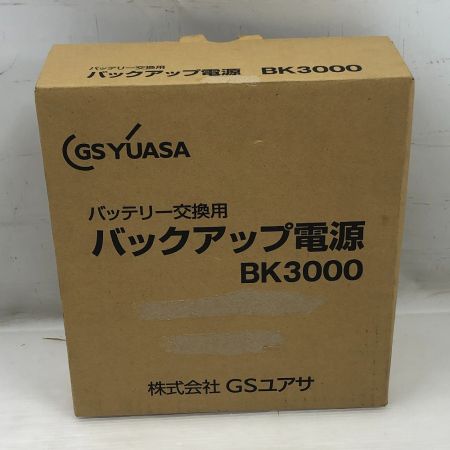 バッテリー交換用
バックアップ電源 BK3000
GSYUASA
バッテリー交換用
バックアップ電源
BK3000
株式会社 GSユアサ